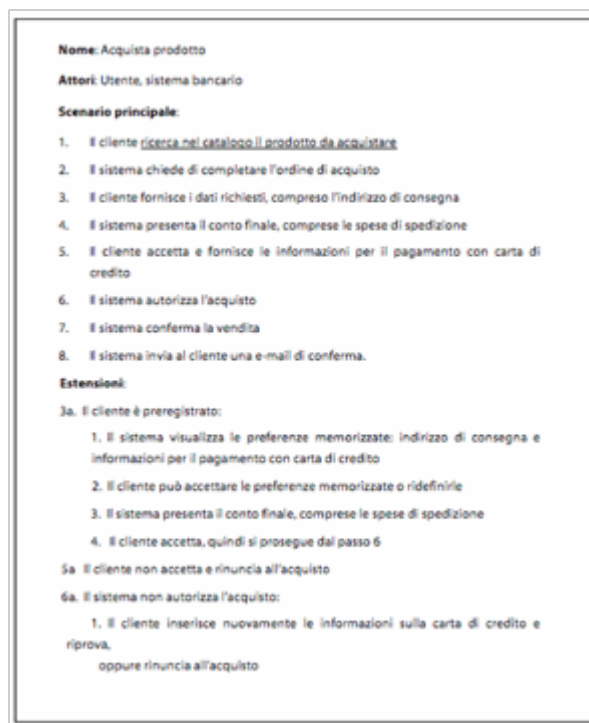 Nome: Acquista prodotto
Attori: Utente, sistema bancario
Scenario principale:
1. Il cliente ricerca nel catalogo il prodotto da acquistare
2. Il sistema chiede di completare l'ordine di acquisto
3. Il cliente fornisce i dati richiesti, compreso l'indirizzo di consegna
4. Il sistema presenta il conto finale, comprese le spese di spedizione
5. Il cliente accetta e fornisce le informazioni per il pagamento con carta di
credito
6. Il sistema autorizza l'acquisto
7. Il sistema conferma la vendita
8. Il sistema invia al cliente una e-mail di conferma.
Estensioni:
3a. Il cliente è preregistrato:
1. Il sistema visualizza le preferenze memorizzate: indirizzo di consegna e
informazioni per il pagamento con carta di credito
2. Il cliente può accettare le preferenze memorizzate o ridefinirle
3. Il sistema presenta il conto finale, comprese le spese di spedizione
4. Il cliente accetta, quindi si prosegue dal passo 6
5a Il cliente non accetta e rinuncia all'acquisto
6a. Il sistema non autorizza l'acquisto:
1. Il cliente inserisce nuovamente le informazioni sulla carta di credito e
riprova,
oppure rinuncia all'acquisto